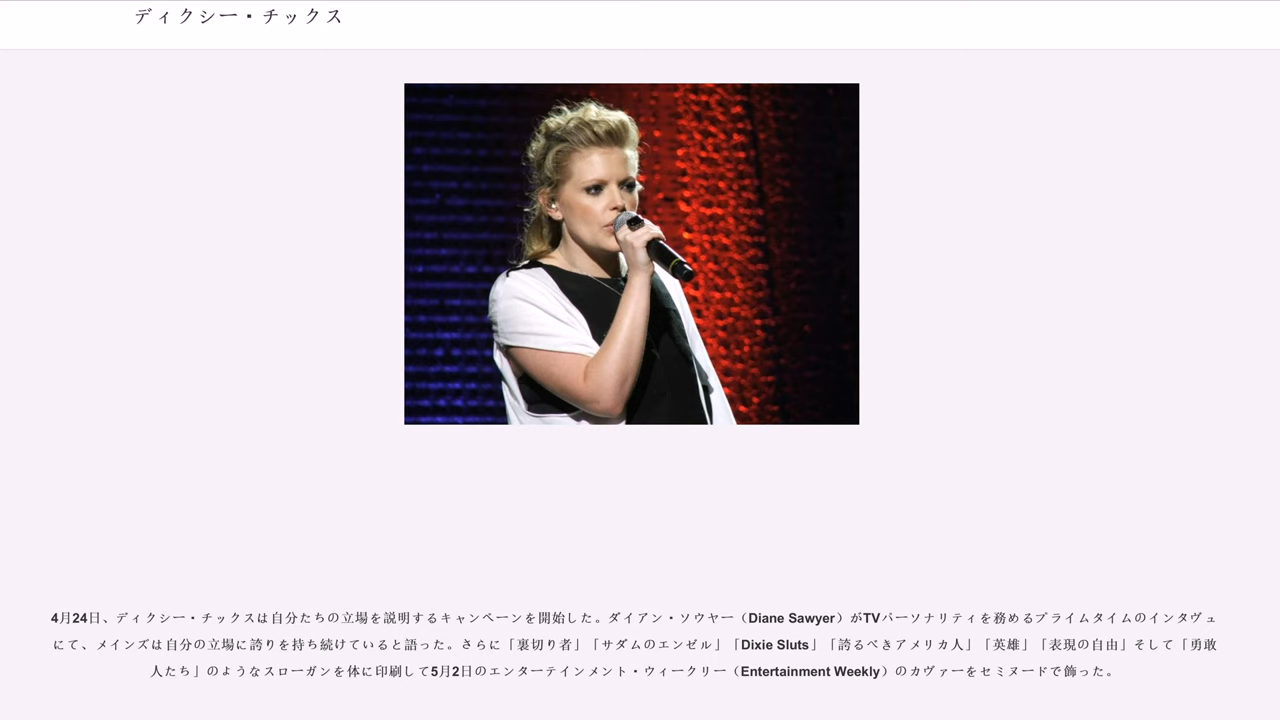 ディクシー・チックス
4月24日、ディクシー・チックスは自分たちの立場を説明するキャンペーンを開始した。ダイアン・ソウヤー（Diane Sawyer）がTVパーソナリティを務めるプライムタイムのインタヴュ
にて、メインズは自分の立場に誇りを持ち続けていると語った。さらに「裏切り者」「サダムのエンゼル」「Dixie Sluts」「誇るべきアメリカ人」「英雄」「表現の自由」そして「勇敢
人たち」のようなスローガンを体に印刷して5月2日のエンターテインメント・ウィークリー（Entertainment Weekly）のカヴァーをセミヌードで飾った。